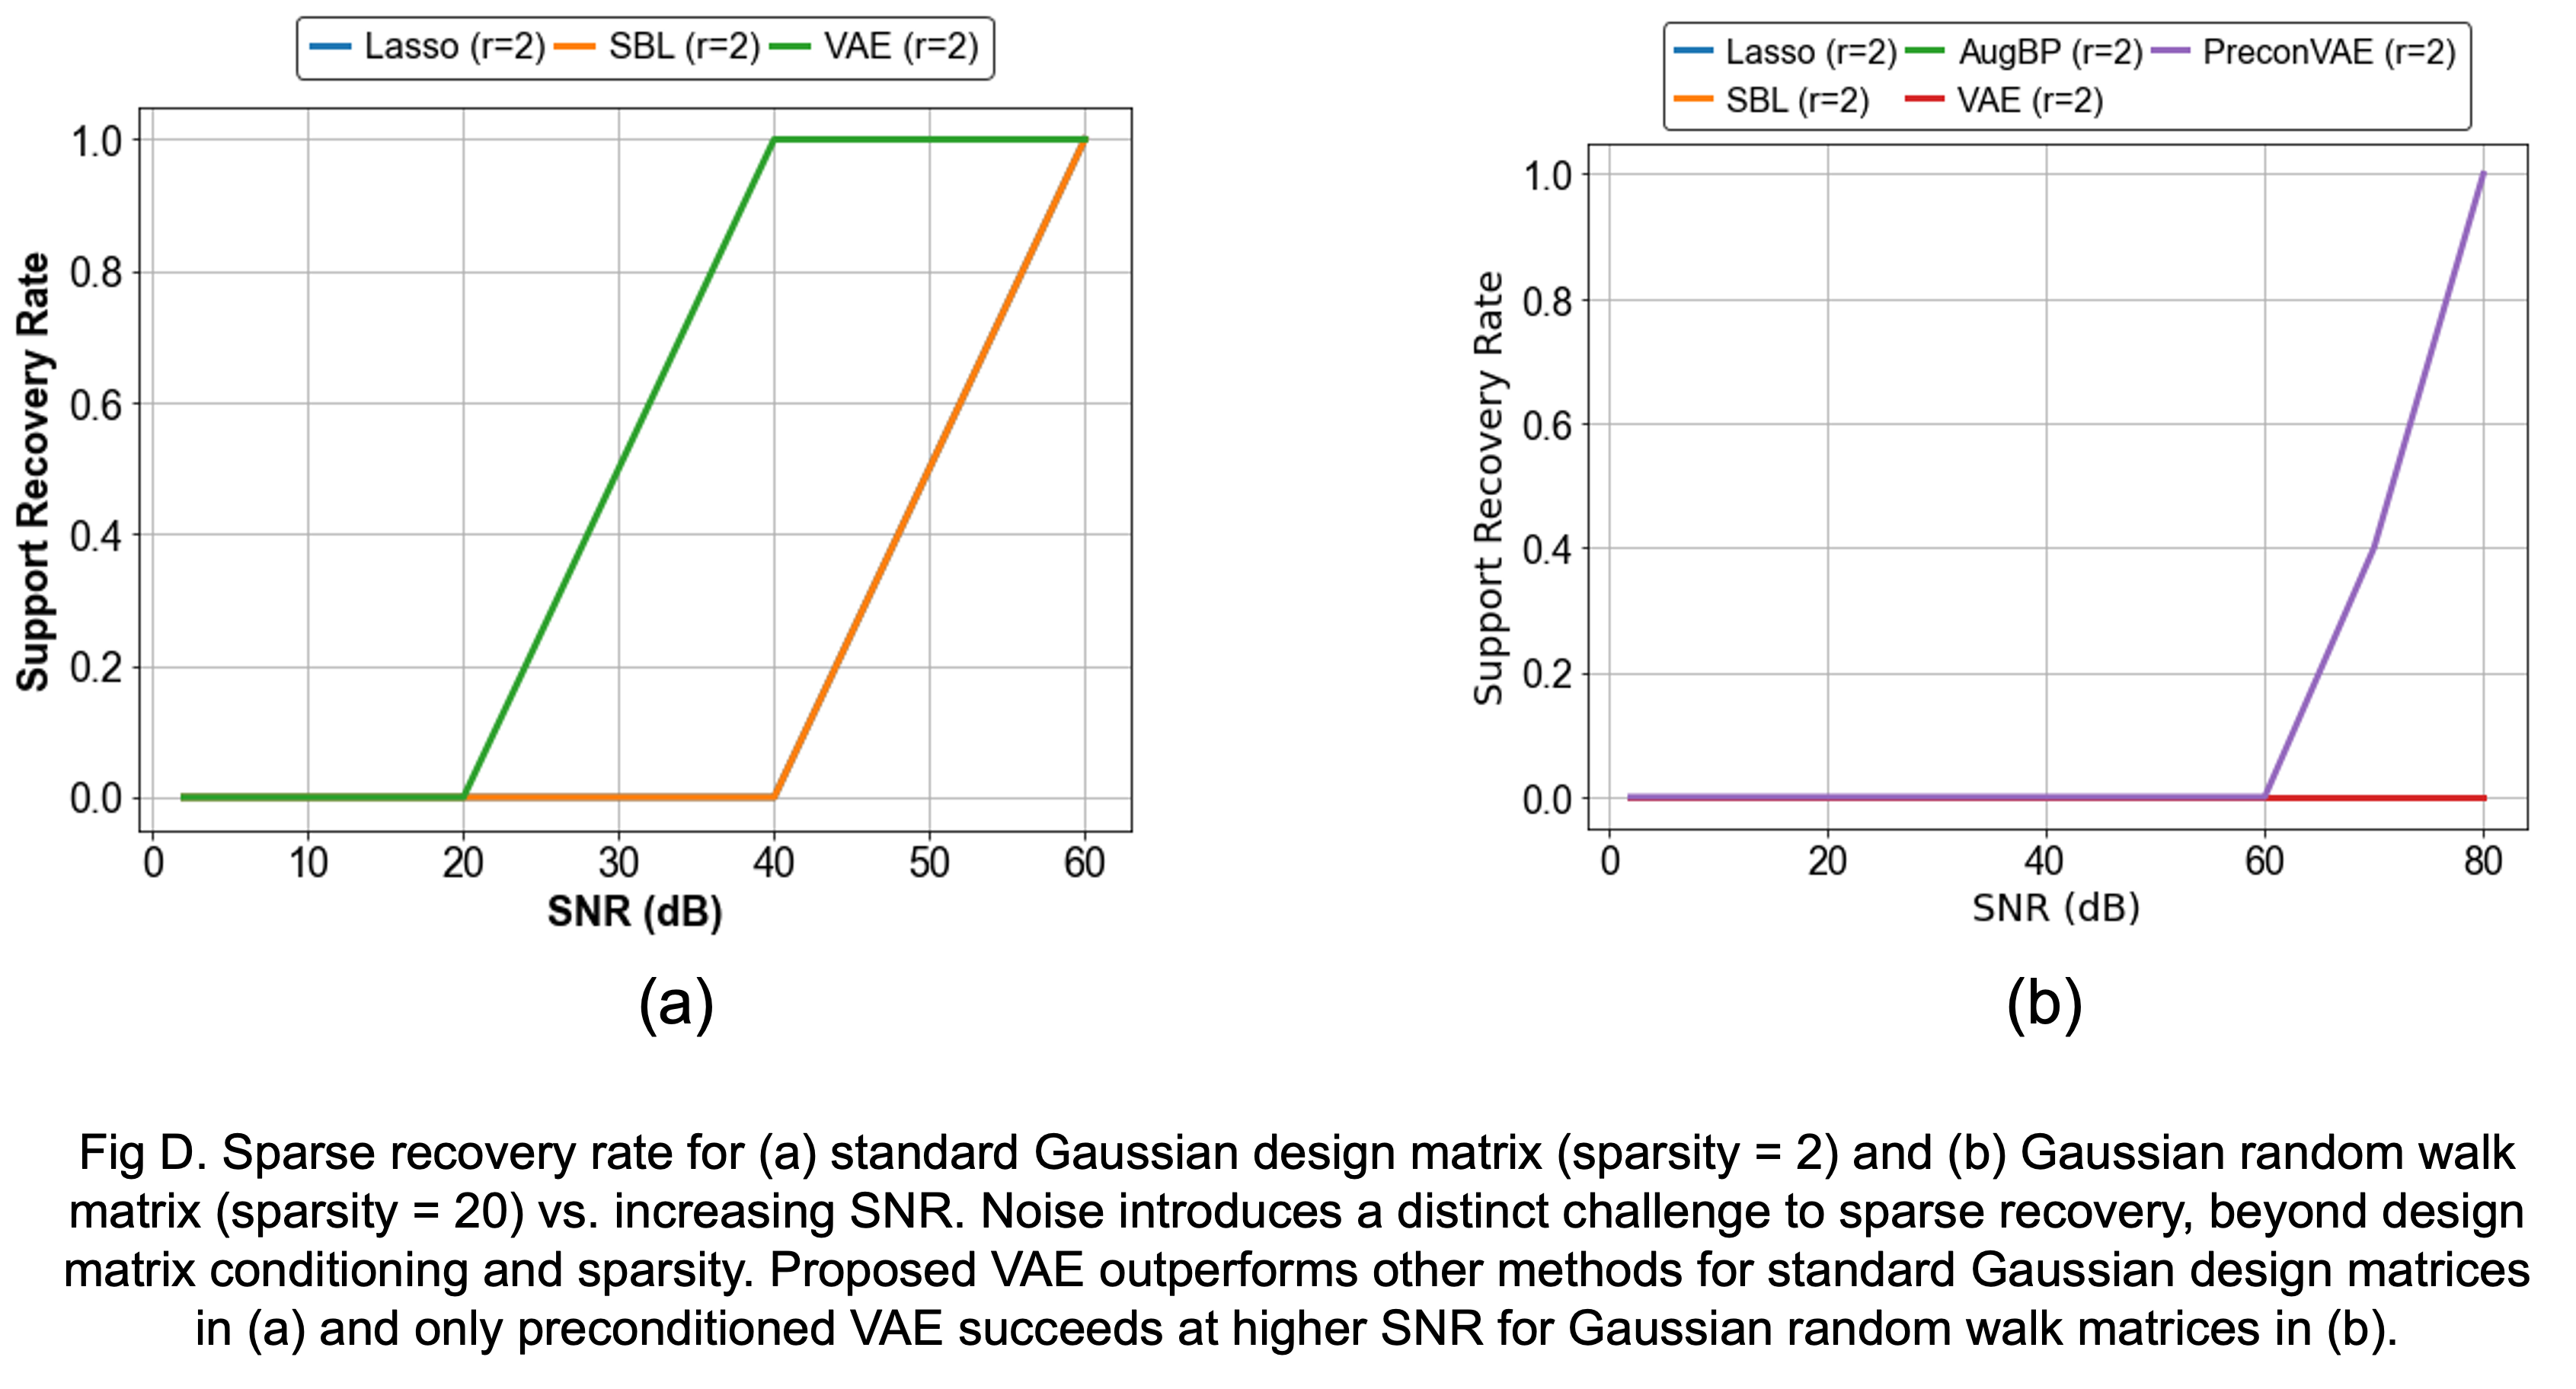 Lasso (r=2) SBL (r=2) VAE (r=2)
Support Recovery Rate
1.0
0.8
0.6
0.4
0.2
0.0
0 10 20 30 40 50 60
SNR (dB)
(a)
Lasso (r=2) AugBP (r=2) PreconVAE (r=2)
SBL (r=2) VAE (r=2)
Support Recovery Rate
1.0
0.8
0.6
0.4
0.2
0.0
0 20 40 60 80
SNR (dB)
(b)
Fig D. Sparse recovery rate for (a) standard Gaussian design matrix (sparsity = 2) and (b) Gaussian random walk
matrix (sparsity = 20) vs. increasing SNR. Noise introduces a distinct challenge to sparse recovery, beyond design
matrix conditioning and sparsity. Proposed VAE outperforms other methods for standard Gaussian design matrices
in (a) and only preconditioned VAE succeeds at higher SNR for Gaussian random walk matrices in (b).